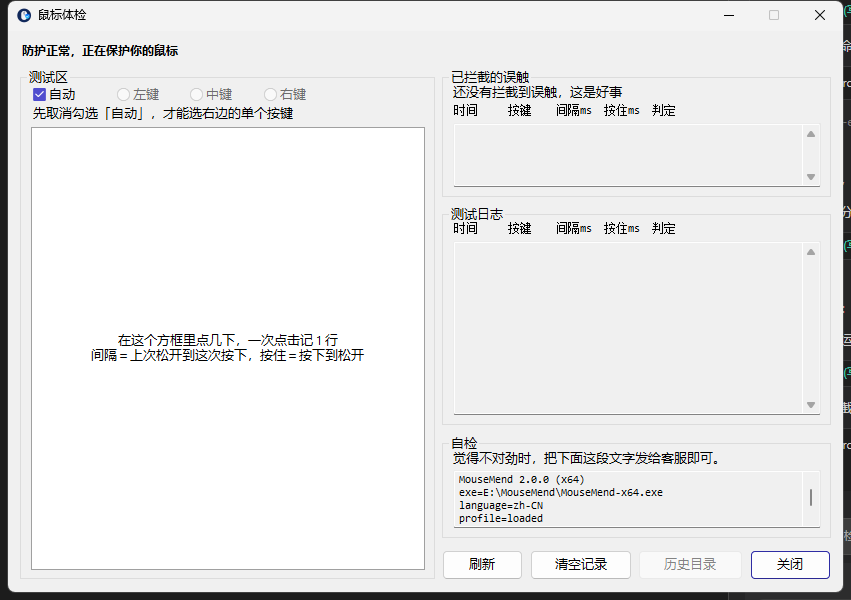 鼠标体检
防护正常，正在保护你的鼠标
测试区
自动 左键 中键 右键
先取消勾选「自动」，才能选右边的单个按键
在这个方框里点几下，一次点击记 1 行
间隔 = 上次松开到这次按下，按住 = 按下到松开
已拦截的误触
还没有拦截到误触，这是好事
时间 按键 间隔ms 按住ms 判定
测试日志
时间 按键 间隔ms 按住ms 判定
自检
觉得不对劲时，把下面这段文字发给客服即可。
MouseMend 2.0.0 (x64)
exe=E:\MouseMend\MouseMend-x64.exe
language=zh-CN
profile=loaded
刷新 清空记录 历史目录 关闭